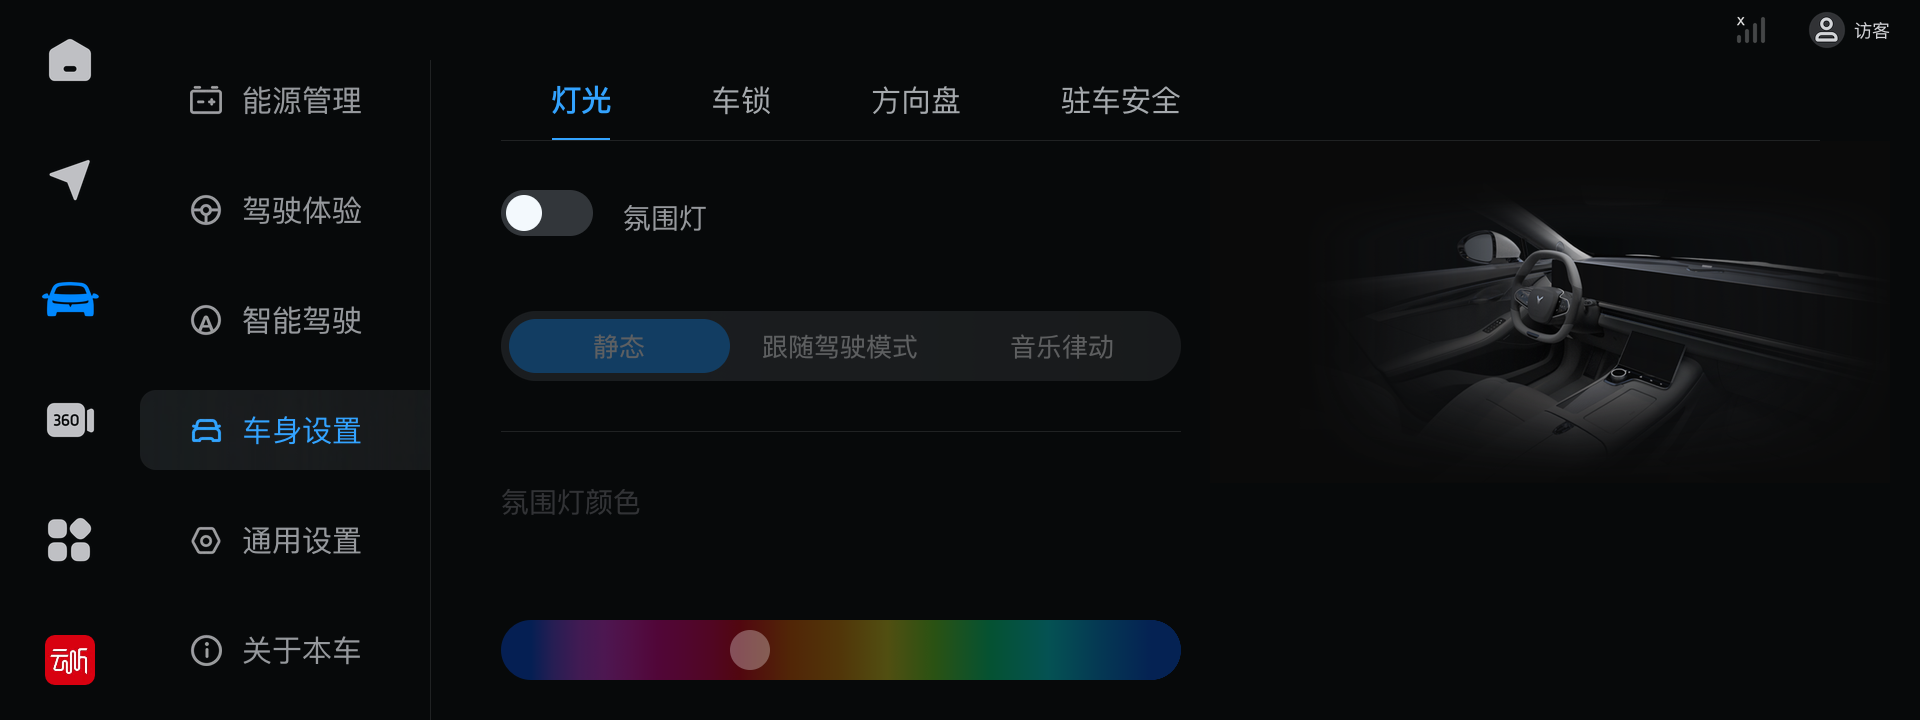 x
访客
能源管理
驾驶体验
智能驾驶
车身设置
通用设置
关于本车
360
云听
灯光 车锁 方向盘 驻车安全
氛围灯
静态 跟随驾驶模式 音乐律动
氛围灯颜色